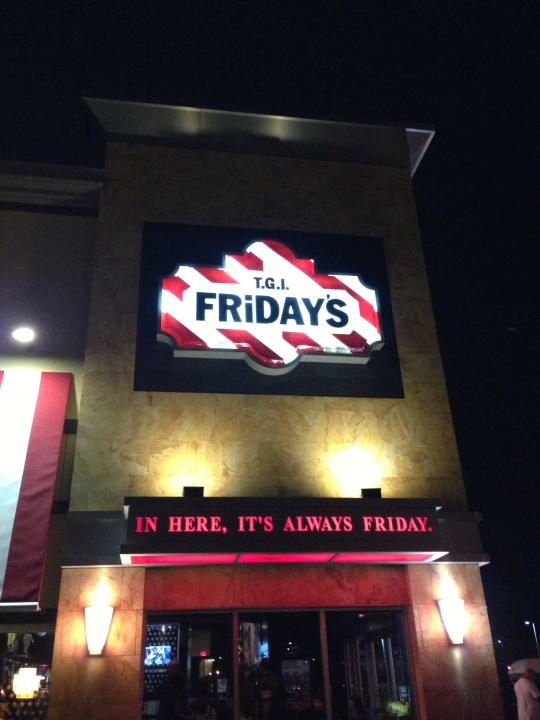 T.G.I.
FRiDAY'S
IN HERE, IT'S ALWAYS FRIDAY.